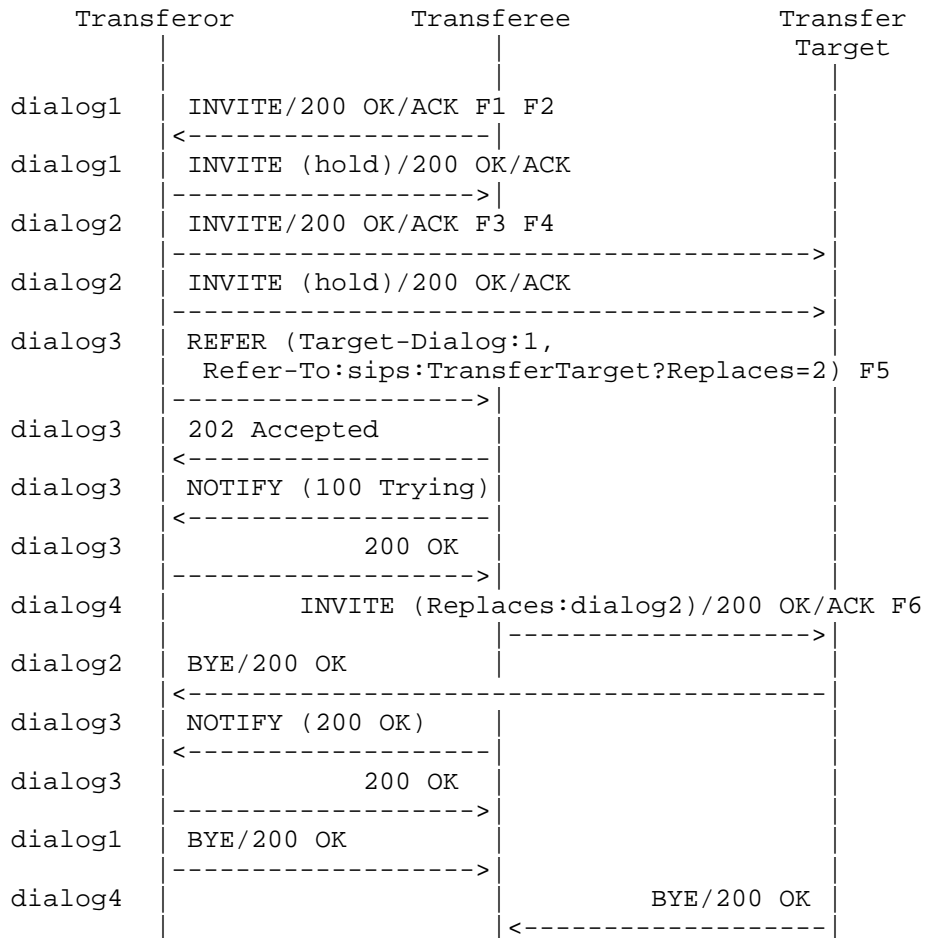 Transferor Transferee Transfer
Target
dialog1 INVITE/200 OK/ACK F1 F2
dialog1 INVITE (hold)/200 OK/ACK
dialog2 INVITE/200 OK/ACK F3 F4
dialog2 INVITE (hold)/200 OK/ACK
dialog3 REFER (Target-Dialog:1,
Refer-To:sips:TransferTarget?Replaces=2) F5
dialog3 202 Accepted
dialog3 NOTIFY (100 Trying)
dialog3 200 OK
dialog4 INVITE (Replaces:dialog2)/200 OK/ACK F6
dialog2 BYE/200 OK
dialog3 NOTIFY (200 OK)
dialog3 200 OK
dialog1 BYE/200 OK
dialog4 BYE/200 OK